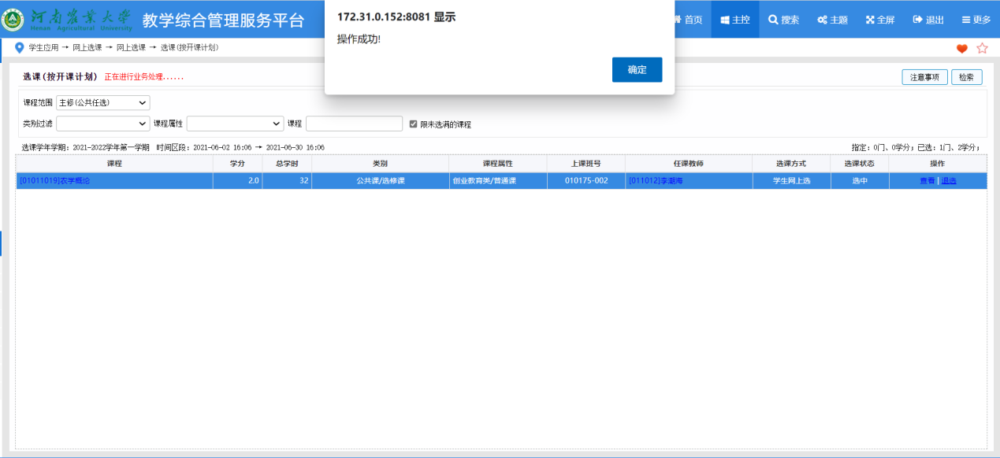 河南农业大学
Henan Agricultural University
教学综合管理服务平台
172.31.0.152:8081 显示
操作成功!
确定
首页 主控 搜索 主题 全屏 退出 更多
学生应用 → 网上选课 → 网上选课 → 选课(按开课计划)
选课(按开课计划) 正在进行业务处理......
注意事项 检索
课程范围 主修(公共任选)
类别过滤 课程属性 课程 限未选满的课程
选课学年学期：2021-2022学年第一学期 时间区段：2021-06-02 16:06 → 2021-06-30 16:06
指定：0门、0学分；已选：1门、2学分；
课程 学分 总学时 类别 课程属性 上课班号 任课教师 选课方式 选课状态 操作
[01011019]农学概论 2.0 32 公共课/选修课 创业教育类/普通课 010175-002 [011012]李潮海 学生网上选 选中 查看 | 退选